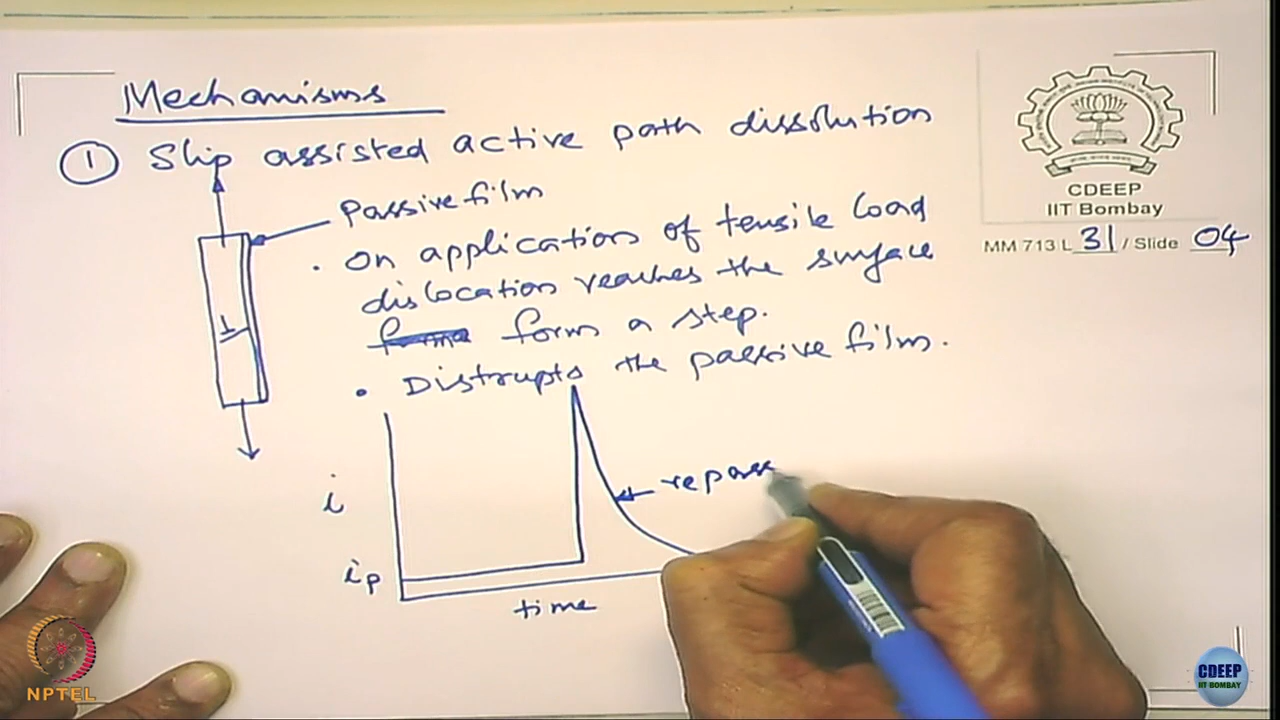 Mechanisms
① Slip assisted active path dissolution
Passive film
• On application of tensile load
dislocation reaches the surface
form a step.
• Distrupts the passive film.
i
repass
ip
time
CDEEP
IIT Bombay
MM 713 L 31 / Slide 04
NPTEL
CDEEP
IIT BOMBAY